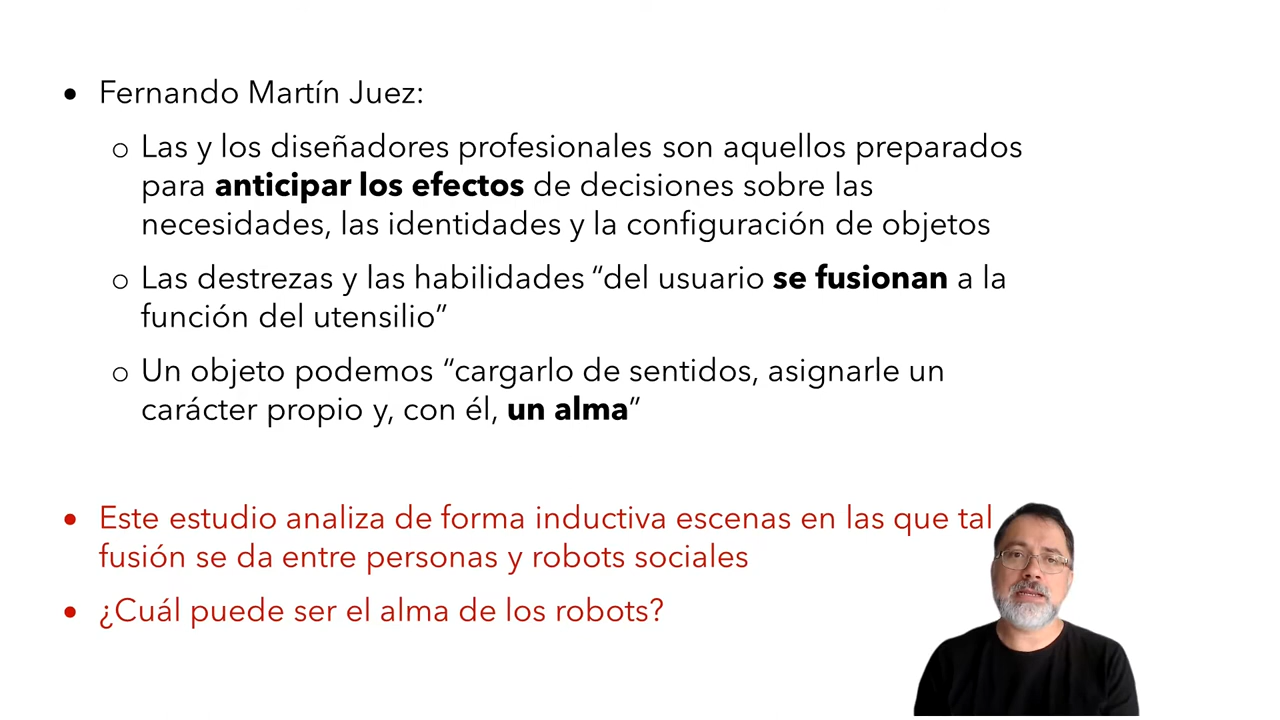 • Fernando Martín Juez:
o Las y los diseñadores profesionales son aquellos preparados
para anticipar los efectos de decisiones sobre las
necesidades, las identidades y la configuración de objetos
o Las destrezas y las habilidades “del usuario se fusionan a la
función del utensilio”
o Un objeto podemos “cargarlo de sentidos, asignarle un
carácter propio y, con él, un alma”
• Este estudio analiza de forma inductiva escenas en las que tal
fusión se da entre personas y robots sociales
• ¿Cuál puede ser el alma de los robots?